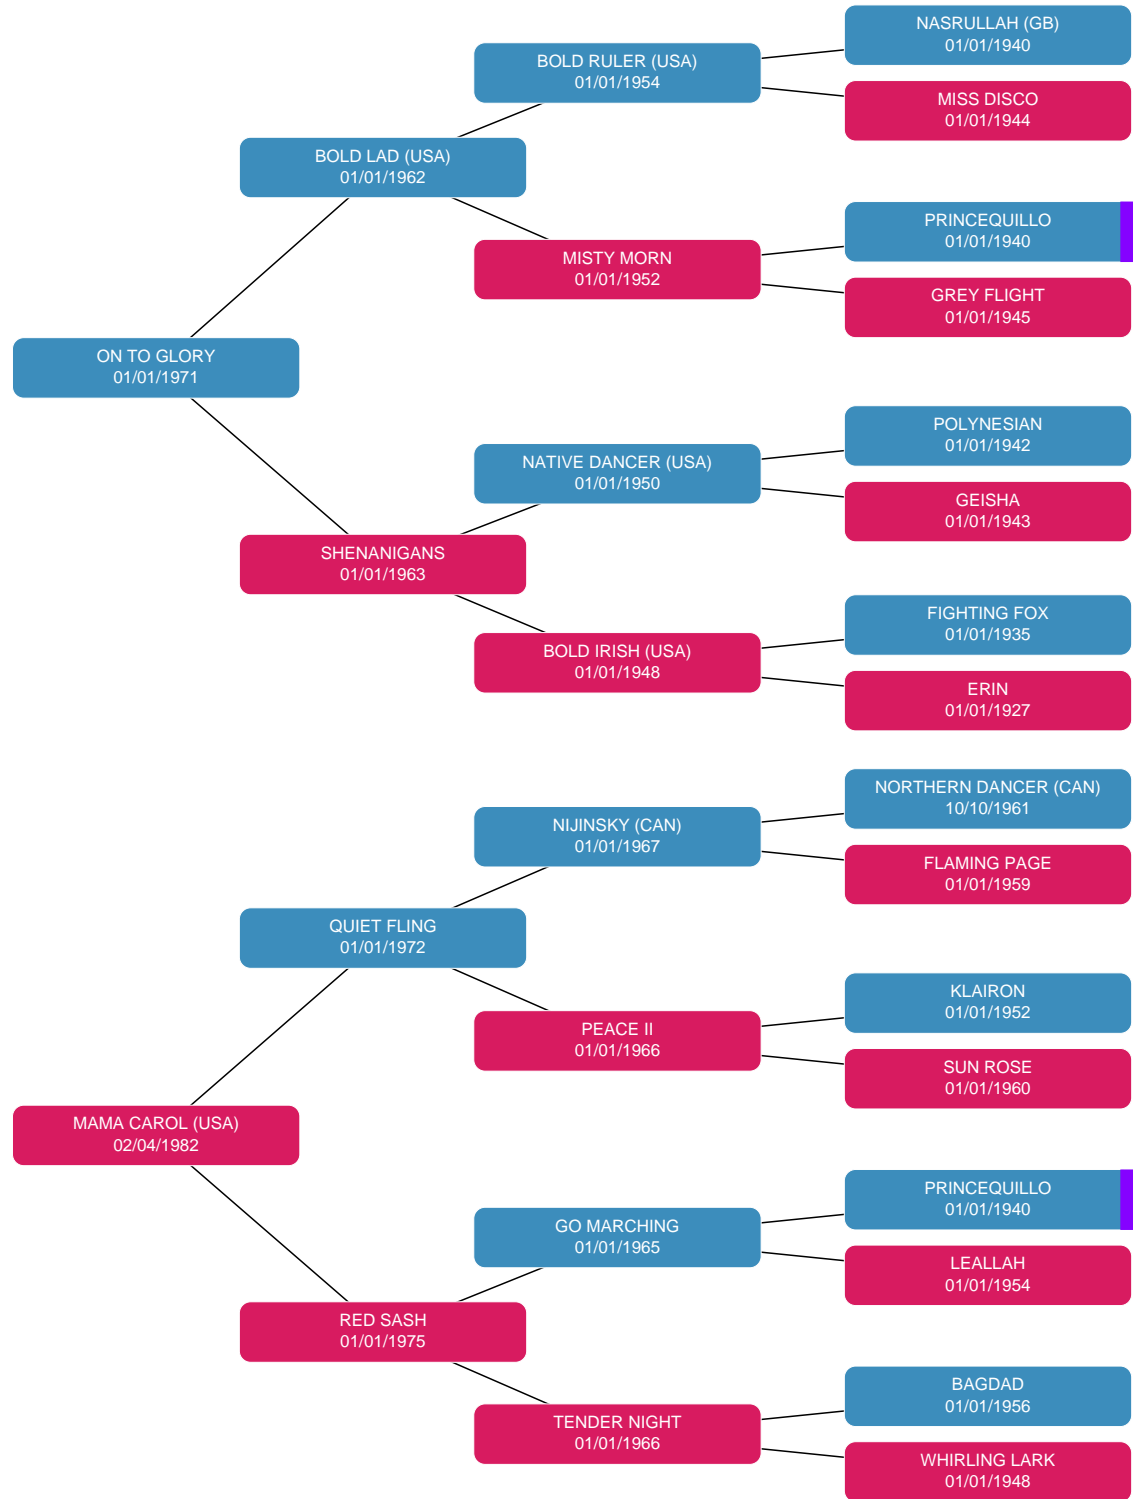 NASRULLAH (GB)
01/01/1940
BOLD RULER (USA)
01/01/1954
MISS DISCO
01/01/1944
BOLD LAD (USA)
01/01/1962
PRINCEQUILLO
01/01/1940
MISTY MORN
01/01/1952
GREY FLIGHT
01/01/1945
ON TO GLORY
01/01/1971
POLYNESIAN
01/01/1942
NATIVE DANCER (USA)
01/01/1950
GEISHA
01/01/1943
SHENANIGANS
01/01/1963
FIGHTING FOX
01/01/1935
BOLD IRISH (USA)
01/01/1948
ERIN
01/01/1927
NORTHERN DANCER (CAN)
10/10/1961
NIJINSKY (CAN)
01/01/1967
FLAMING PAGE
01/01/1959
QUIET FLING
01/01/1972
KLAIRON
01/01/1952
PEACE II
01/01/1966
SUN ROSE
01/01/1960
MAMA CAROL (USA)
02/04/1982
PRINCEQUILLO
01/01/1940
GO MARCHING
01/01/1965
LEALLAH
01/01/1954
RED SASH
01/01/1975
BAGDAD
01/01/1956
TENDER NIGHT
01/01/1966
WHIRLING LARK
01/01/1948